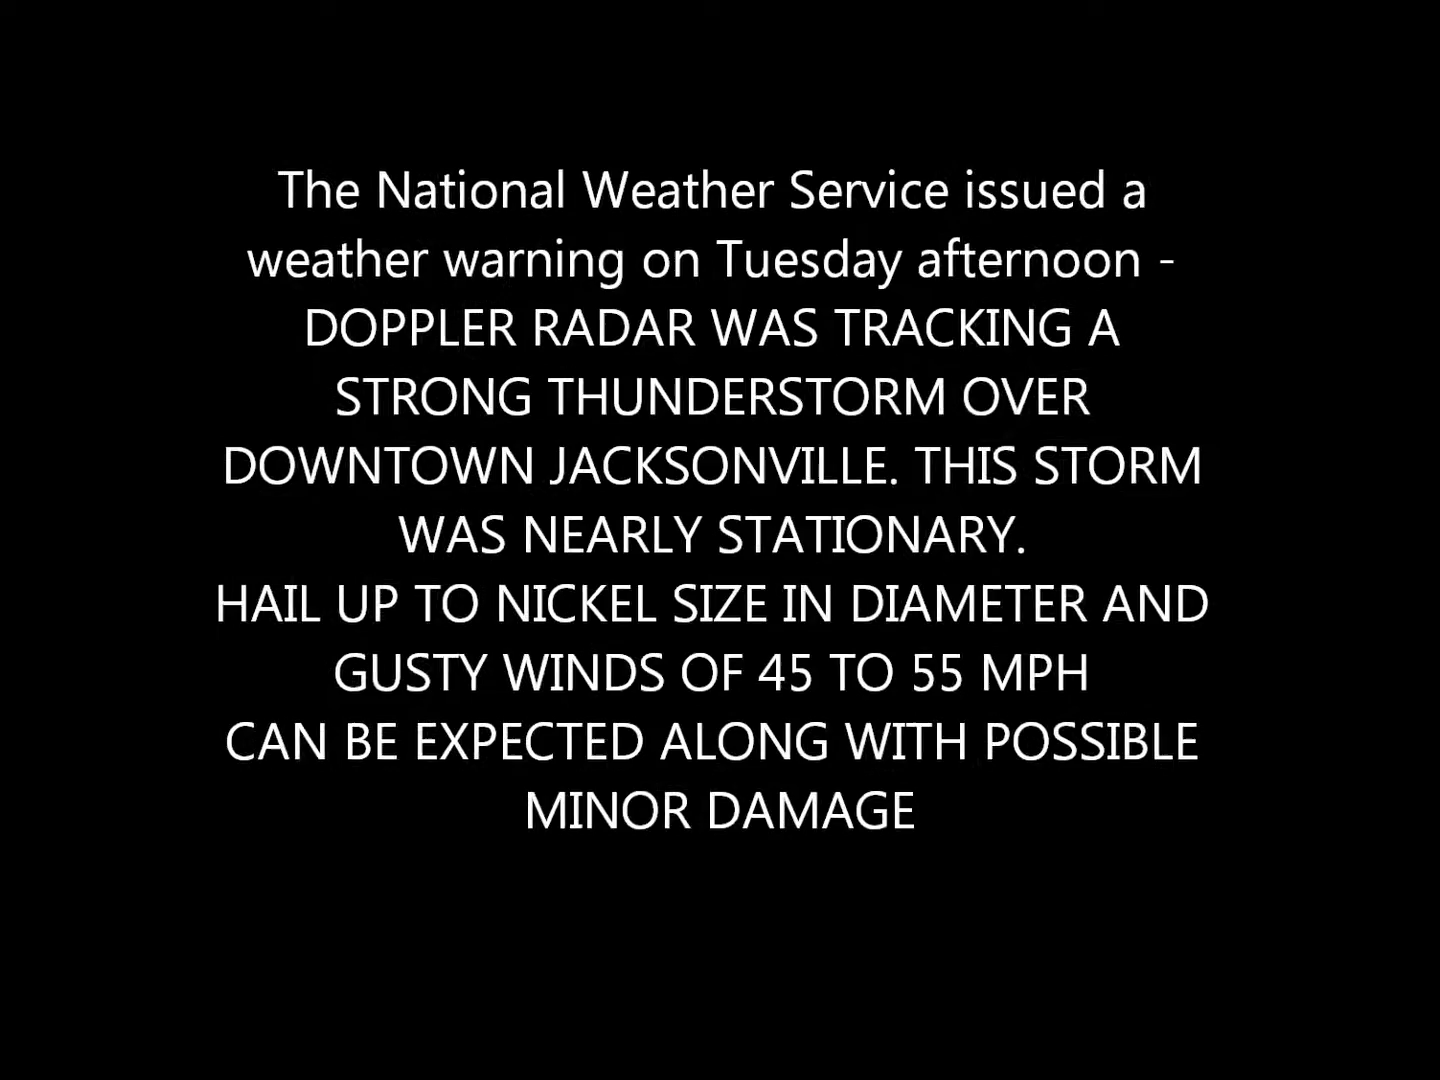 The National Weather Service issued a
weather warning on Tuesday afternoon -
DOPPLER RADAR WAS TRACKING A
STRONG THUNDERSTORM OVER
DOWNTOWN JACKSONVILLE. THIS STORM
WAS NEARLY STATIONARY.
HAIL UP TO NICKEL SIZE IN DIAMETER AND
GUSTY WINDS OF 45 TO 55 MPH
CAN BE EXPECTED ALONG WITH POSSIBLE
MINOR DAMAGE